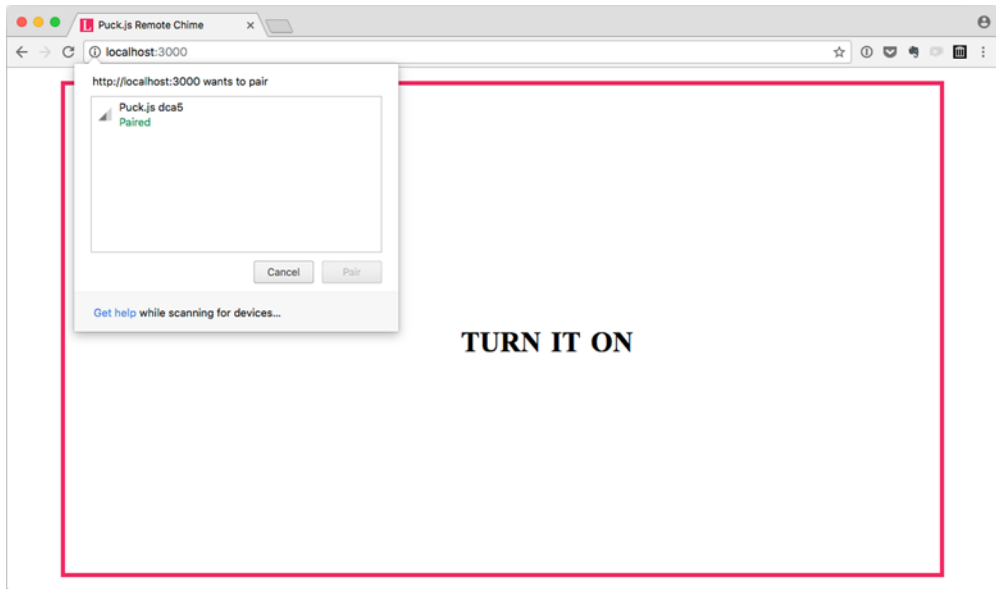 Puck.js Remote Chime
localhost:3000
http://localhost:3000 wants to pair
Puck.js dca5
Paired
Cancel Pair
Get help while scanning for devices...
TURN IT ON